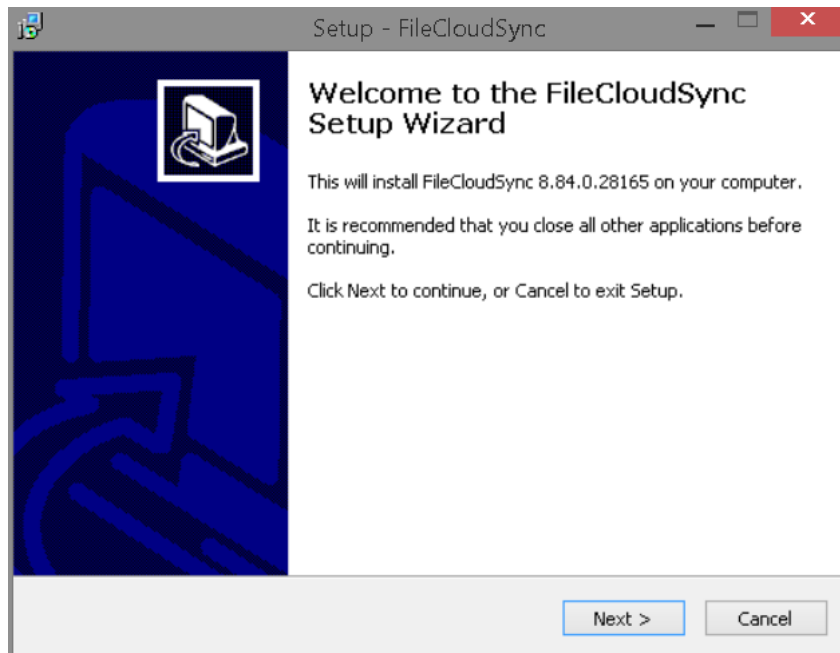 Setup - FileCloudSync
Welcome to the FileCloudSync
Setup Wizard
This will install FileCloudSync 8.84.0.28165 on your computer.
It is recommended that you close all other applications before
continuing.
Click Next to continue, or Cancel to exit Setup.
Next >
Cancel